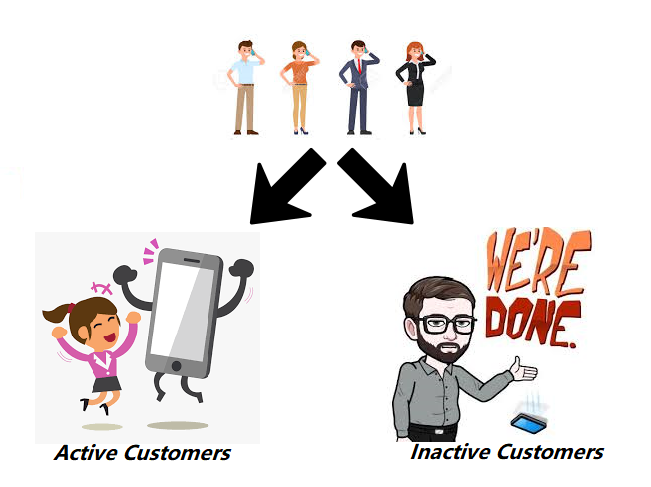 WE'RE
DONE.
Active Customers
Inactive Customers